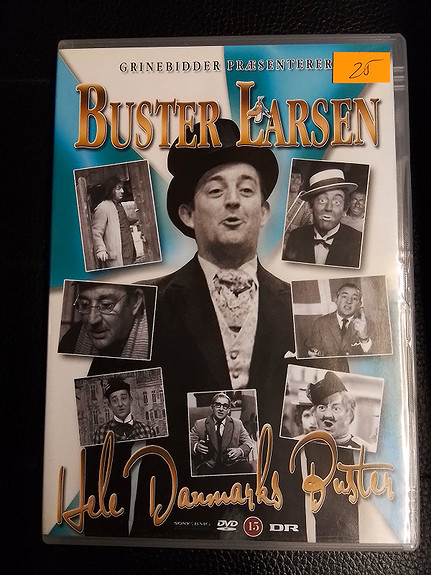 GRINEBIDDER PRÆSENTERER
25
BUSTER LARSEN
Hele Danmarks Buster
SONY BMG DVD 15 DR